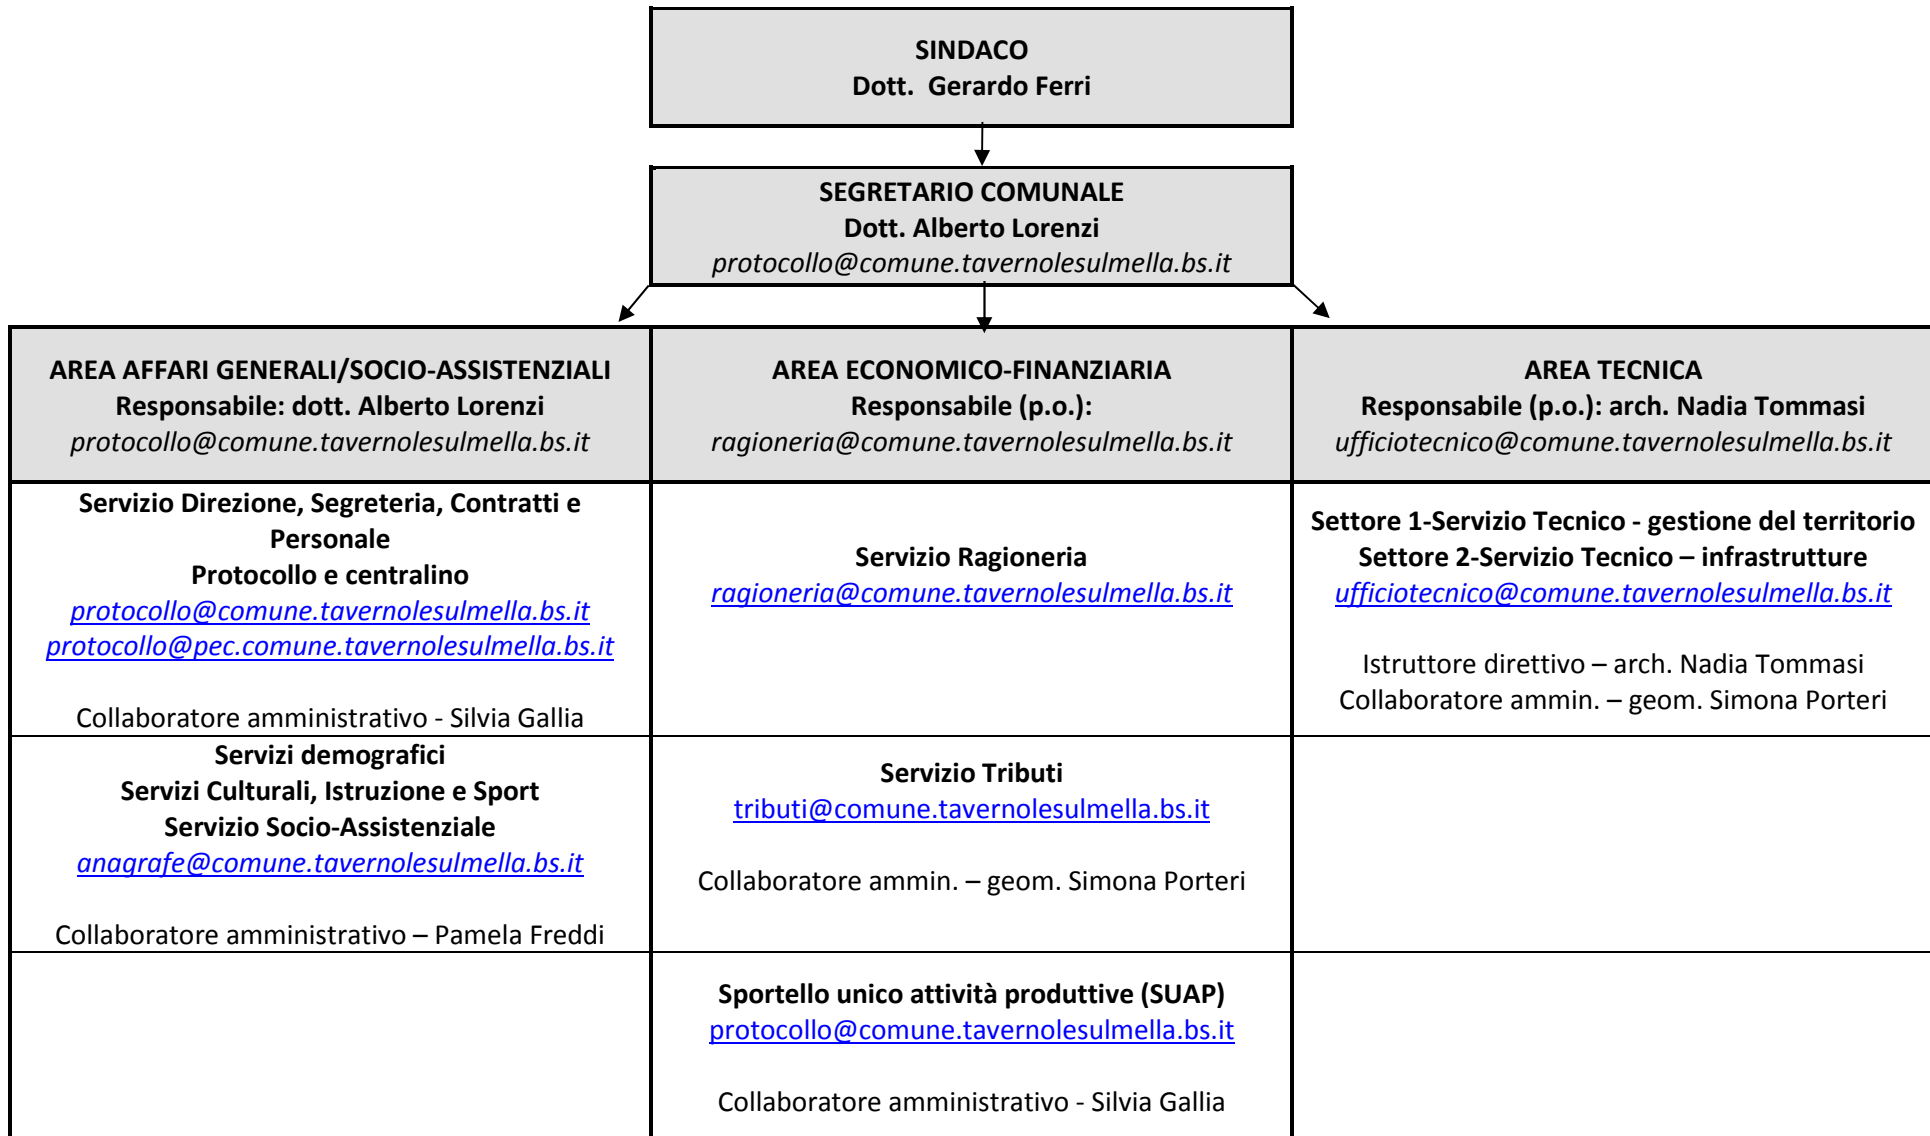 SINDACO
Dott. Gerardo Ferri
SEGRETARIO COMUNALE
Dott. Alberto Lorenzi
protocollo@comune.tavernolesulmella.bs.it
AREA AFFARI GENERALI/SOCIO-ASSISTENZIALI
Responsabile: dott. Alberto Lorenzi
protocollo@comune.tavernolesulmella.bs.it
AREA ECONOMICO-FINANZIARIA
Responsabile (p.o.):
ragioneria@comune.tavernolesulmella.bs.it
AREA TECNICA
Responsabile (p.o.): arch. Nadia Tommasi
ufficiotecnico@comune.tavernolesulmella.bs.it
Servizio Direzione, Segreteria, Contratti e
Personale
Protocollo e centralino
protocollo@comune.tavernolesulmella.bs.it
protocollo@pec.comune.tavernolesulmella.bs.it
Collaboratore amministrativo - Silvia Gallia
Servizio Ragioneria
ragioneria@comune.tavernolesulmella.bs.it
Settore 1-Servizio Tecnico - gestione del territorio
Settore 2-Servizio Tecnico – infrastrutture
ufficiotecnico@comune.tavernolesulmella.bs.it
Istruttore direttivo – arch. Nadia Tommasi
Collaboratore ammin. – geom. Simona Porteri
Servizi demografici
Servizi Culturali, Istruzione e Sport
Servizio Socio-Assistenziale
anagrafe@comune.tavernolesulmella.bs.it
Collaboratore amministrativo – Pamela Freddi
Servizio Tributi
tributi@comune.tavernolesulmella.bs.it
Collaboratore ammin. – geom. Simona Porteri
Sportello unico attività produttive (SUAP)
protocollo@comune.tavernolesulmella.bs.it
Collaboratore amministrativo - Silvia Gallia